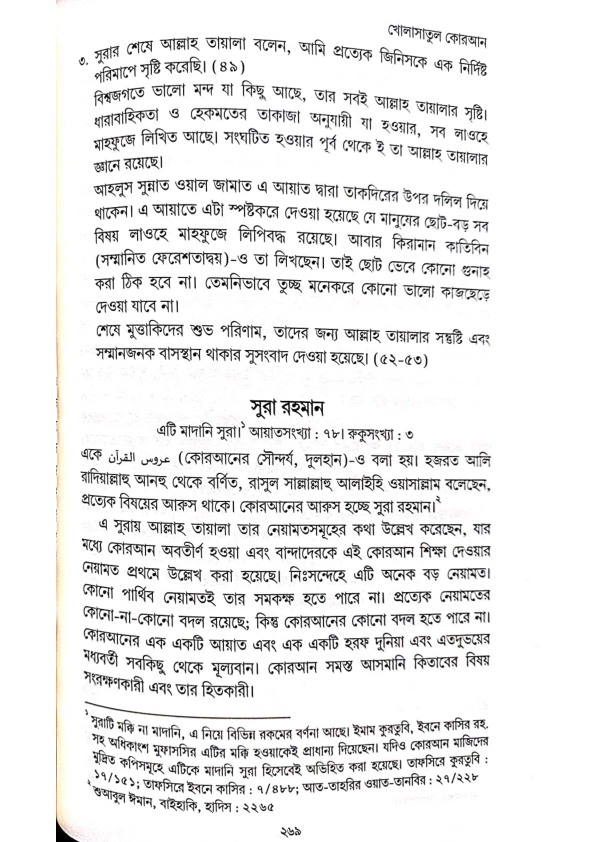 খোলাসাতুল কোরআন
৩. সুরার শেষে আল্লাহ তায়ালা বলেন, আমি প্রত্যেক জিনিসকে এক নির্দিষ্ট
পরিমাপে সৃষ্টি করেছি। (৪৯)
বিশ্বজগতে ভালো মন্দ যা কিছু আছে, তার সবই আল্লাহ তায়ালার সৃষ্টি।
ধারাবাহিকতা ও হেকমতের তাকাজা অনুযায়ী যা হওয়ার, সব লাওহে
মাহফুজে লিখিত আছে। সংঘটিত হওয়ার পূর্ব থেকে ই তা আল্লাহ তায়ালার
জ্ঞানে রয়েছে।
আহলুস সুন্নাত ওয়াল জামাত এ আয়াত দ্বারা তাকদিরের উপর দলিল দিয়ে
থাকেন। এ আয়াতে এটা স্পষ্টকরে দেওয়া হয়েছে যে মানুষের ছোট-বড় সব
বিষয় লাওহে মাহফুজে লিপিবদ্ধ রয়েছে। আবার কিরামান কাতিবিন
(সম্মানিত ফেরেশতাদ্বয়)-ও তা লিখছেন। তাই ছোট ভেবে কোনো গুনাহ
করা ঠিক হবে না। তেমনিভাবে তুচ্ছ মনেকরে কোনো ভালো কাজছেড়ে
দেওয়া যাবে না।
শেষে মুত্তাকিদের শুভ পরিণাম, তাদের জন্য আল্লাহ তায়ালার সন্তুষ্টি এবং
সম্মানজনক বাসস্থান থাকার সুসংবাদ দেওয়া হয়েছে। (৫২-৫৩)
সুরা রহমান
এটি মাদানি সুরা।¹ আয়াতসংখ্যা : ৭৮। রুকুসংখ্যা : ৩
একে عروس القرآن (কোরআনের সৌন্দর্য, দুলহান)-ও বলা হয়। হজরত আলি
রাদিয়াল্লাহু আনহু থেকে বর্ণিত, রাসুল সাল্লাল্লাহু আলাইহি ওয়াসাল্লাম বলেছেন,
প্রত্যেক বিষয়ের আরুস থাকে। কোরআনের আরুস হচ্ছে সুরা রহমান।²
এ সুরায় আল্লাহ তায়ালা তার নেয়ামতসমূহের কথা উল্লেখ করেছেন, যার
মধ্যে কোরআন অবতীর্ণ হওয়া এবং বান্দাদেরকে এই কোরআন শিক্ষা দেওয়ার
নেয়ামত প্রথমে উল্লেখ করা হয়েছে। নিঃসন্দেহে এটি অনেক বড় নেয়ামত।
কোনো পার্থিব নেয়ামতই তার সমকক্ষ হতে পারে না। প্রত্যেক নেয়ামতের
কোনো-না-কোনো বদল রয়েছে; কিন্তু কোরআনের কোনো বদল হতে পারে না।
কোরআনের এক একটি আয়াত এবং এক একটি হরফ দুনিয়া এবং এতদুভয়ের
মধ্যবর্তী সবকিছু থেকে মূল্যবান। কোরআন সমস্ত আসমানি কিতাবের বিষয়
সংরক্ষণকারী এবং তার হিতকারী।
¹ সুরাটি মক্কি না মাদানি, এ নিয়ে বিভিন্ন রকমের বর্ণনা আছে। ইমাম কুরতুবি, ইবনে কাসির রহ.
সহ অধিকাংশ মুফাসসির এটির মক্কি হওয়াকেই প্রাধান্য দিয়েছেন। যদিও কোরআন মাজিদের
মুদ্রিত কপিসমূহে এটিকে মাদানি সুরা হিসেবেই অভিহিত করা হয়েছে। তাফসিরে কুরতুবি :
১৭/১৫১; তাফসিরে ইবনে কাসির : ৭/৪৮৮; আত-তাহরির ওয়াত-তানবির : ২৭/২২৮
² শুআবুল ঈমান, বাইহাকি, হাদিস : ২২৬৫
২৬৯